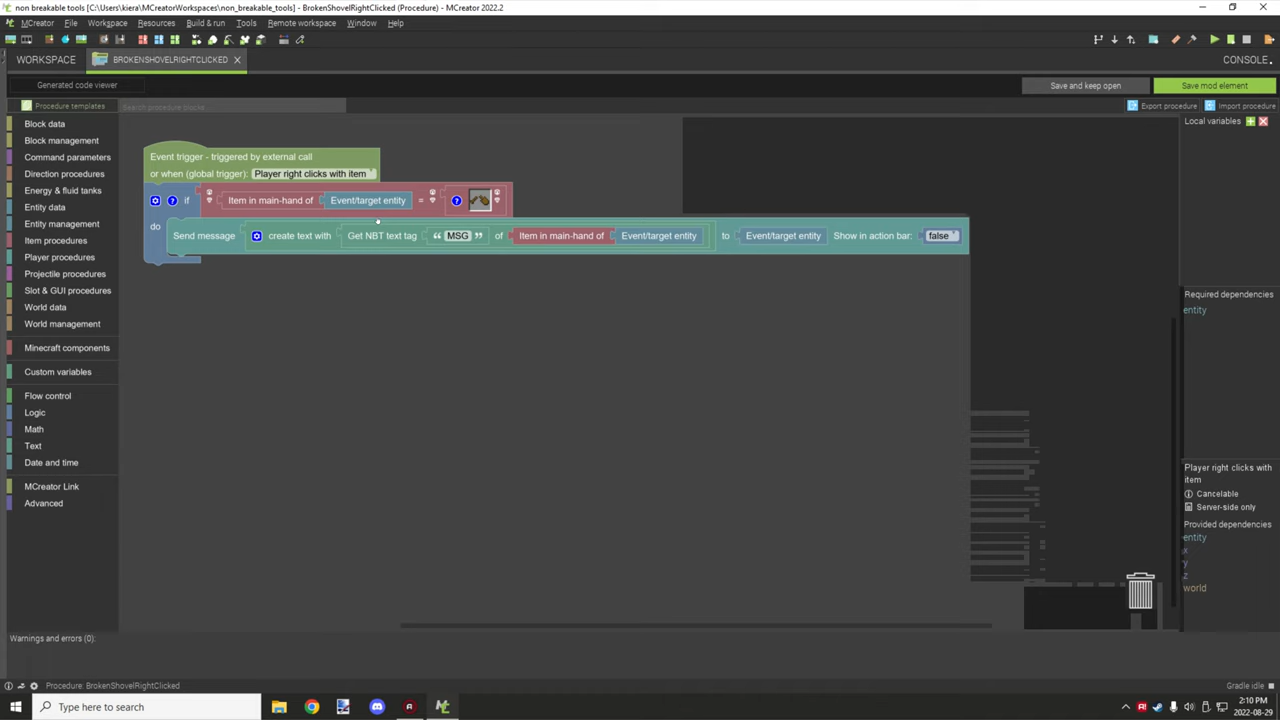 non breakable tools [C:\Users\kiera\MCreatorWorkspaces\non_breakable_tools] - BrokenShovelRightClicked (Procedure) - MCreator 2022.2
MCreator File Workspace Resources Build & run Tools Remote workspace Window Help
WORKSPACE BROKENSHOVELRIGHTCLICKED CONSOLE
Generated code viewer Save and keep open Save mod element
Procedure templates Search procedure blocks... Export procedure Import procedure
Block data
Block management
Command parameters
Direction procedures
Energy & fluid tanks
Entity data
Entity management
Item procedures
Player procedures
Projectile procedures
Slot & GUI procedures
World data
World management
Minecraft components
Custom variables
Flow control
Logic
Math
Text
Date and time
MCreator Link
Advanced
Event trigger - triggered by external call
or when (global trigger): Player right clicks with item
if Item in main-hand of Event/target entity =
do Send message create text with Get NBT text tag “ MSG ” of Item in main-hand of Event/target entity to Event/target entity Show in action bar: false
Local variables
Required dependencies
entity
Player right clicks with
item
Cancelable
Server-side only
Provided dependencies:
entity
x
y
z
world
Warnings and errors (0):
Procedure: BrokenShovelRightClicked Gradle idle
Type here to search
2:10 PM
2022-08-29